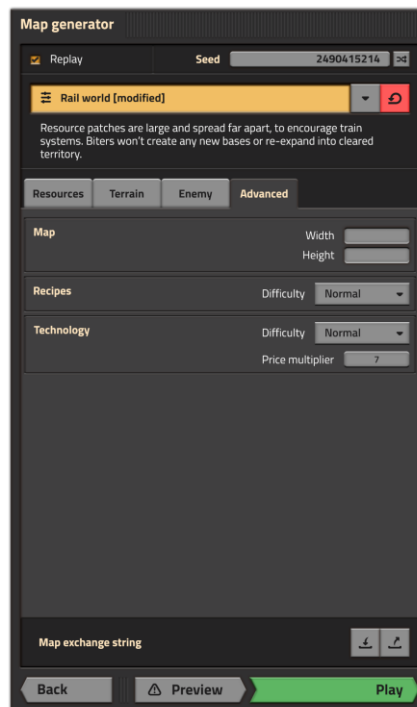 Map generator
Replay Seed 2490415214
Rail world [modified]
Resource patches are large and spread far apart, to encourage train
systems. Biters won't create any new bases or re-expand into cleared
territory.
Resources Terrain Enemy Advanced
Map Width
Height
Recipes Difficulty Normal
Technology Difficulty Normal
Price multiplier 7
Map exchange string
Back Preview Play